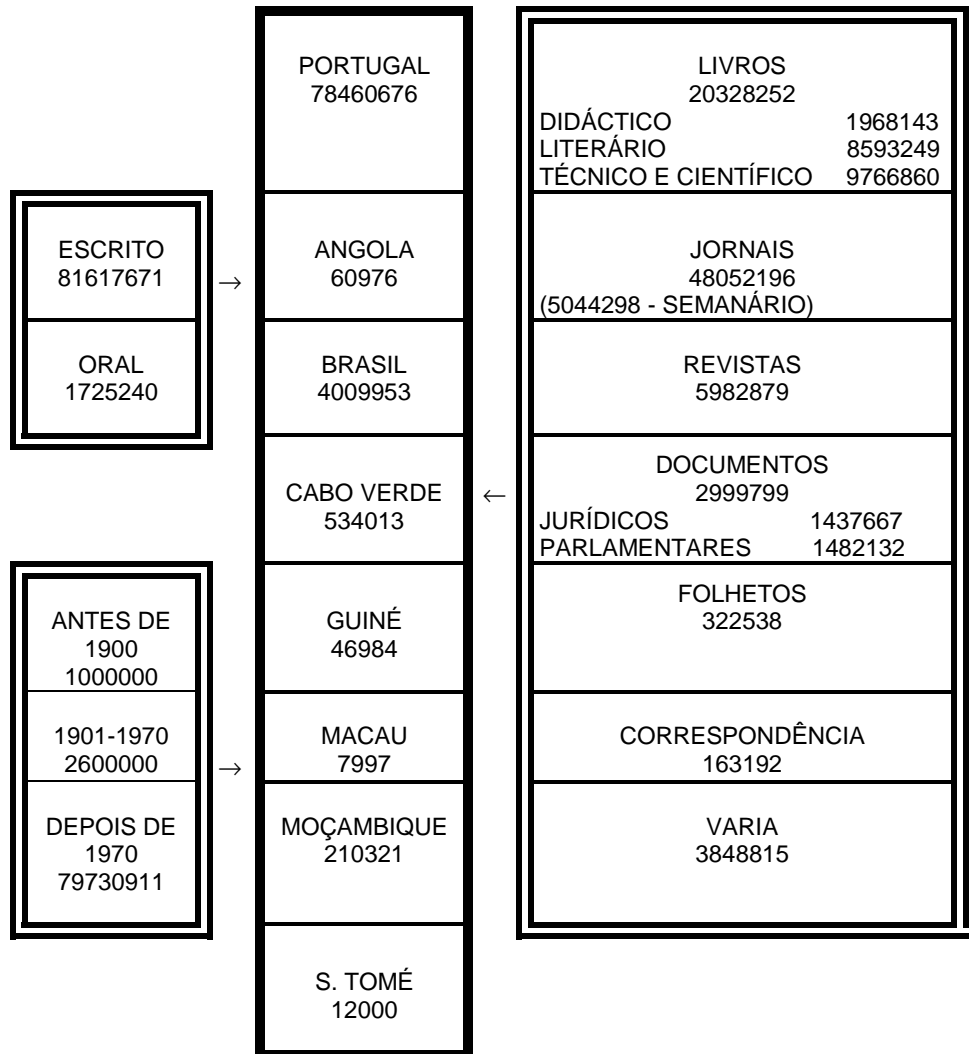 ESCRITO
81617671
ORAL
1725240
→
ANTES DE
1900
1000000
1901-1970
2600000
DEPOIS DE
1970
79730911
→
PORTUGAL
78460676
ANGOLA
60976
BRASIL
4009953
CABO VERDE
534013
GUINÉ
46984
MACAU
7997
MOÇAMBIQUE
210321
S. TOMÉ
12000
←
LIVROS
20328252
DIDÁCTICO 1968143
LITERÁRIO 8593249
TÉCNICO E CIENTÍFICO 9766860
JORNAIS
48052196
(5044298 - SEMANÁRIO)
REVISTAS
5982879
DOCUMENTOS
2999799
JURÍDICOS 1437667
PARLAMENTARES 1482132
FOLHETOS
322538
CORRESPONDÊNCIA
163192
VARIA
3848815